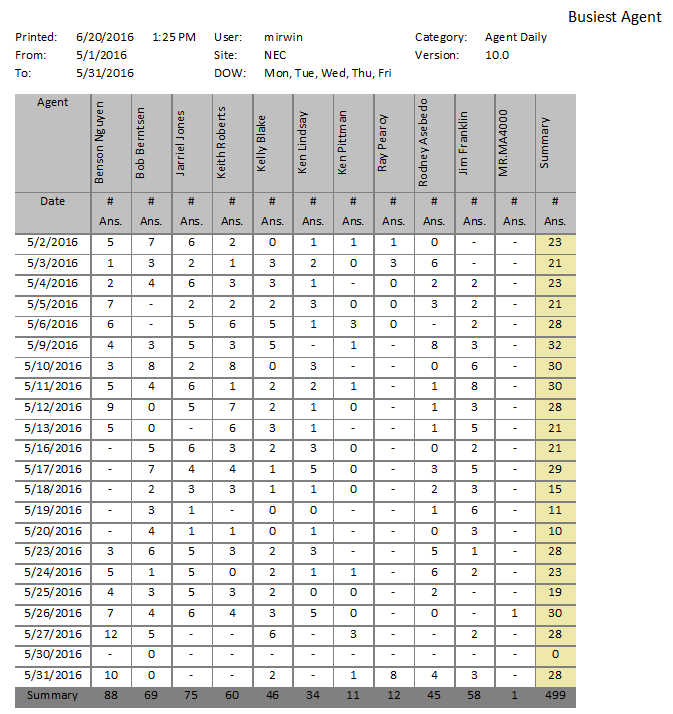 Busiest Agent
Printed: 6/20/2016 1:25 PM User: mirwin Category: Agent Daily
From: 5/1/2016 Site: NEC Version: 10.0
To: 5/31/2016 DOW: Mon, Tue, Wed, Thu, Fri
Agent Benson Nguyen Bob Berntsen Jarriel Jones Keith Roberts Kelly Blake Ken Lindsay Ken Pittman Ray Pearcy Rodney Asebedo Jim Franklin MR.MA4000 Summary
Date # # # # # # # # # # # #
Ans. Ans. Ans. Ans. Ans. Ans. Ans. Ans. Ans. Ans. Ans. Ans.
5/2/2016 5 7 6 2 0 1 1 1 0 - - 23
5/3/2016 1 3 2 1 3 2 0 3 6 - - 21
5/4/2016 2 4 6 3 3 1 - 0 2 2 - 23
5/5/2016 7 - 2 2 2 3 0 0 3 2 - 21
5/6/2016 6 - 5 6 5 1 3 0 - 2 - 28
5/9/2016 4 3 5 3 5 - 1 - 8 3 - 32
5/10/2016 3 8 2 8 0 3 - - 0 6 - 30
5/11/2016 5 4 6 1 2 2 1 - 1 8 - 30
5/12/2016 9 0 5 7 2 1 0 - 1 3 - 28
5/13/2016 5 0 - 6 3 1 - - 1 5 - 21
5/16/2016 - 5 6 3 2 3 0 - 0 2 - 21
5/17/2016 - 7 4 4 1 5 0 - 3 5 - 29
5/18/2016 - 2 3 3 1 1 0 - 2 3 - 15
5/19/2016 - 3 1 - 0 0 - - 1 6 - 11
5/20/2016 - 4 1 1 0 1 - - 0 3 - 10
5/23/2016 3 6 5 3 2 3 - - 5 1 - 28
5/24/2016 5 1 5 0 2 1 1 - 6 2 - 23
5/25/2016 4 3 5 3 2 0 0 - 2 - - 19
5/26/2016 7 4 6 4 3 5 0 - 0 - 1 30
5/27/2016 12 5 - - 6 - 3 - - 2 - 28
5/30/2016 - 0 - - - - - - - - - 0
5/31/2016 10 0 - - 2 - 1 8 4 3 - 28
Summary 88 69 75 60 46 34 11 12 45 58 1 499